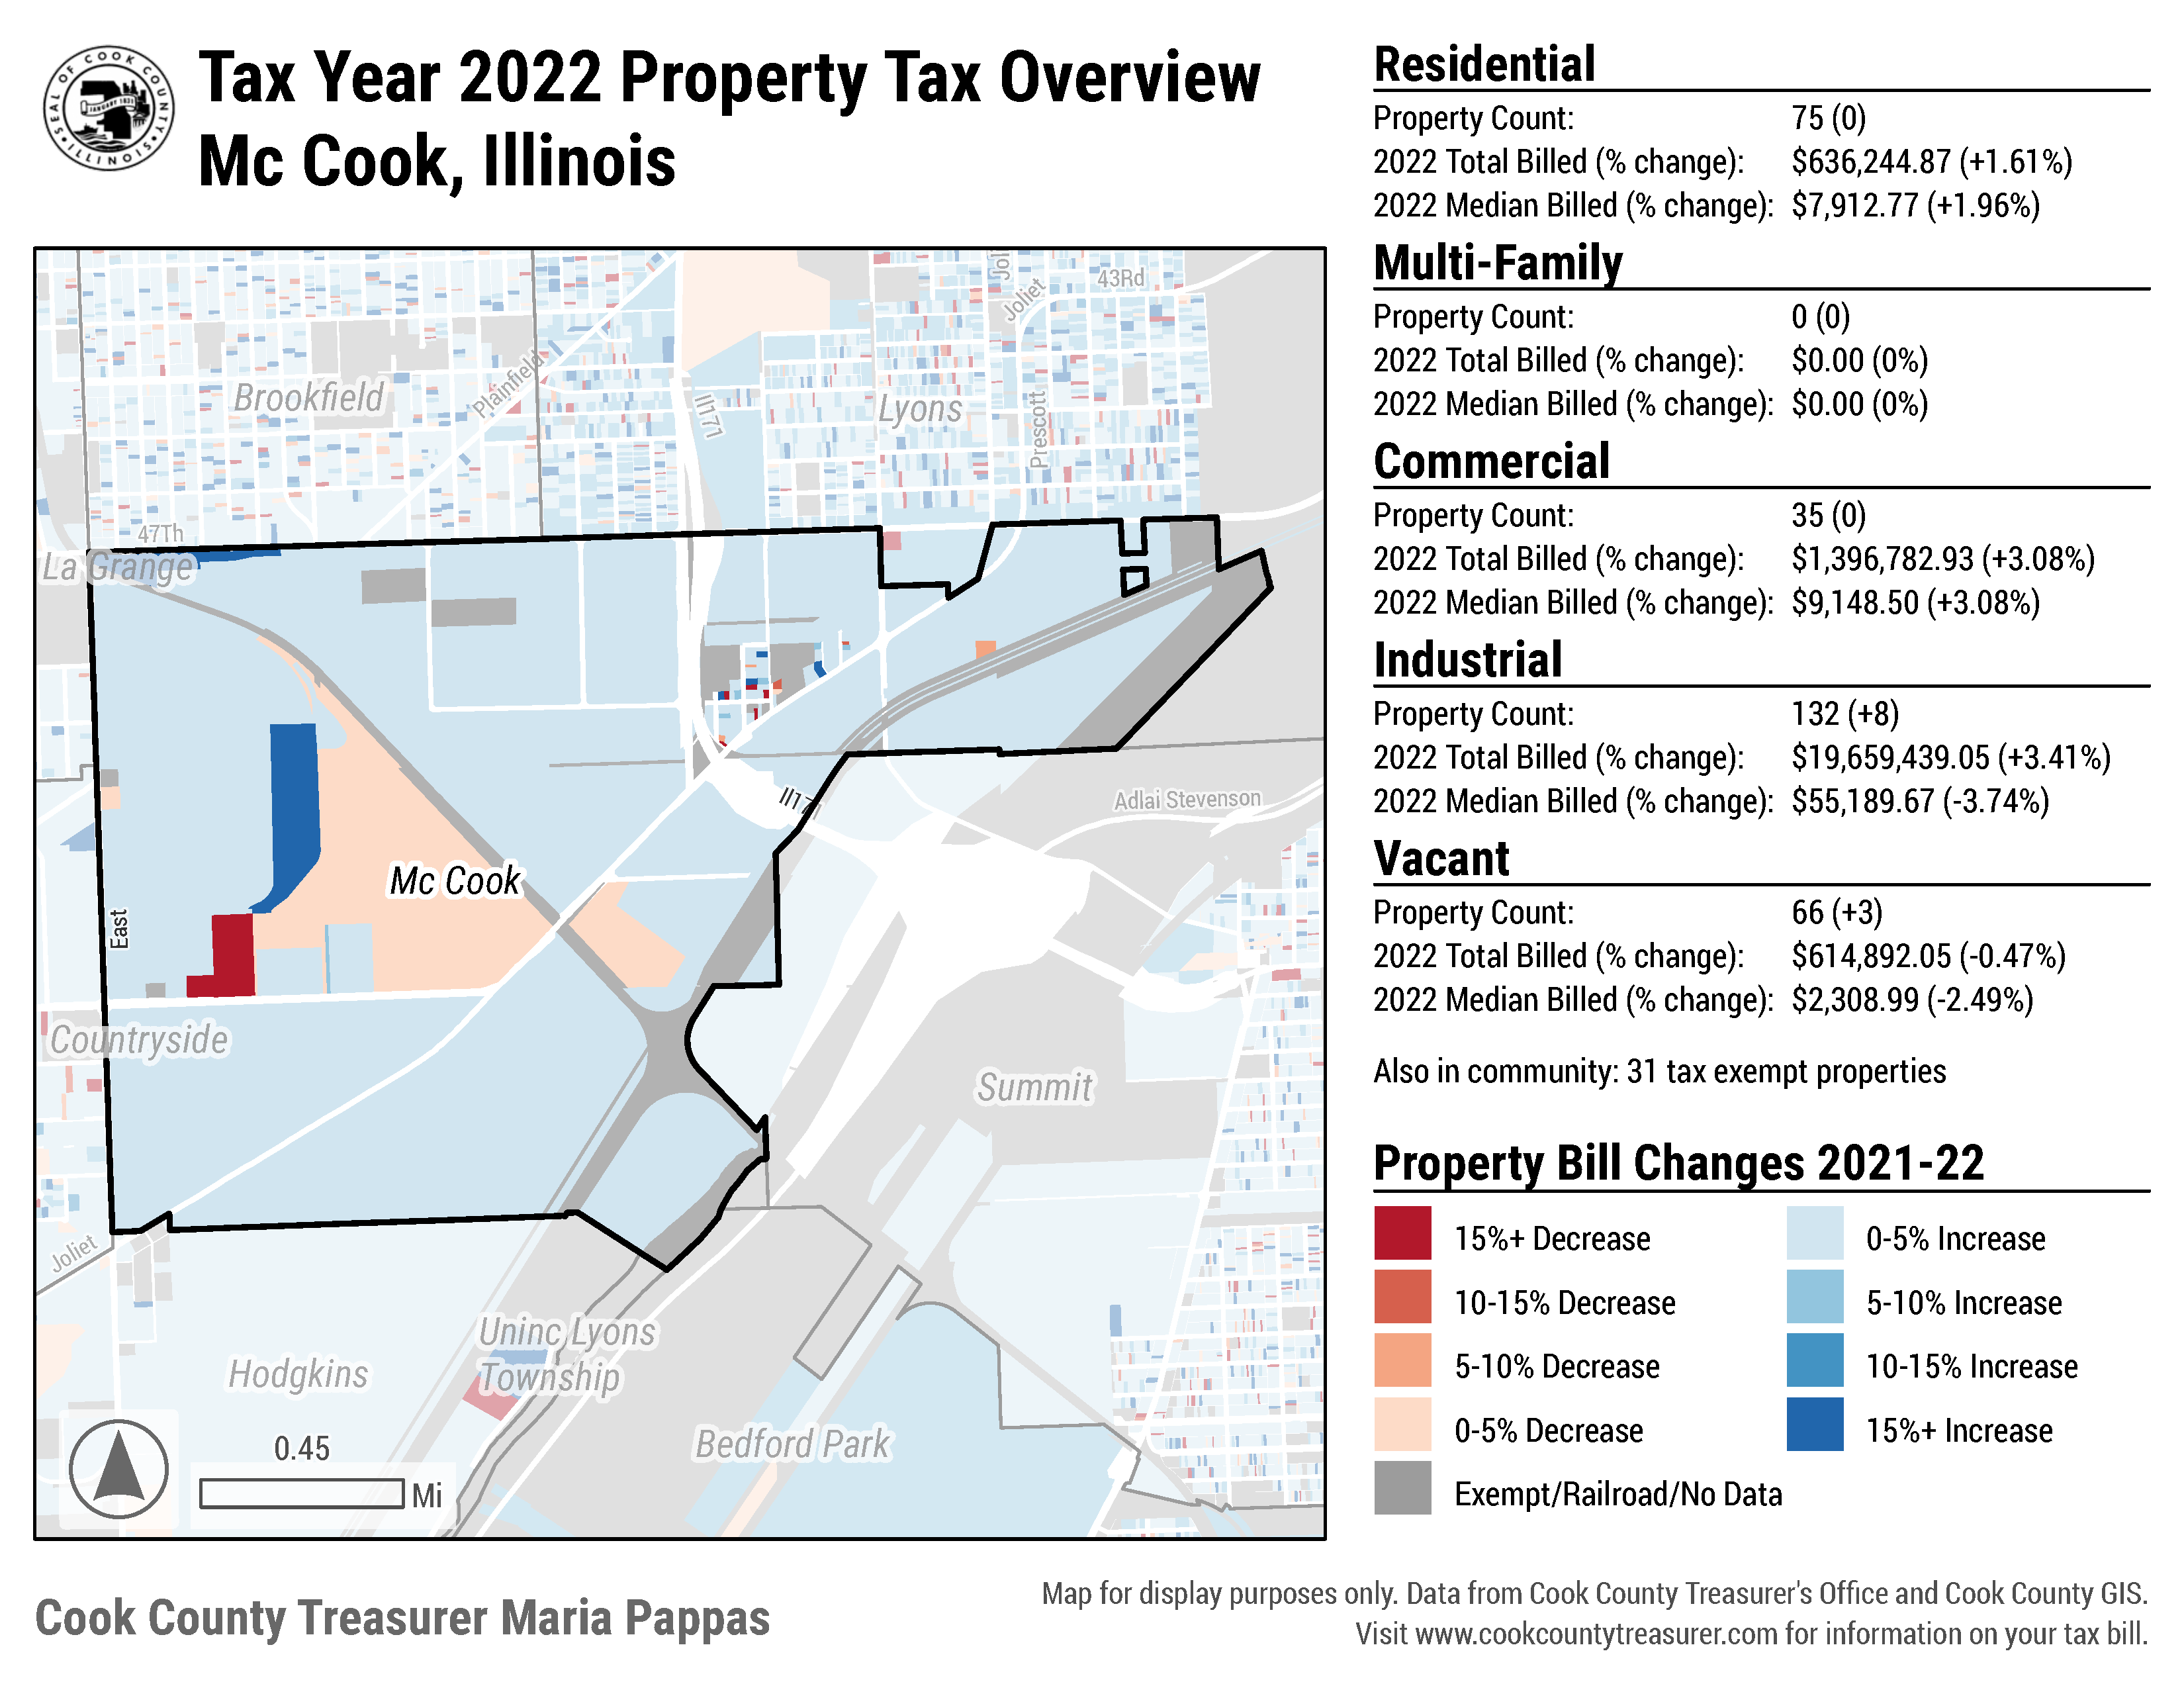 SEAL OF COOK COUNTY
JANUARY 1831
ILLINOIS
Tax Year 2022 Property Tax Overview
Mc Cook, Illinois
Joliet
43Rd
Brookfield
Plainfield
Il171
Lyons
Prescott
47Th
La Grange
Il17
Adlai Stevenson
Mc Cook
East
Countryside
Summit
Joliet
Uninc Lyons
Township
Hodgkins
Bedford Park
0.45
Mi
Residential
Property Count: 75 (0)
2022 Total Billed (% change): $636,244.87 (+1.61%)
2022 Median Billed (% change): $7,912.77 (+1.96%)
Multi-Family
Property Count: 0 (0)
2022 Total Billed (% change): $0.00 (0%)
2022 Median Billed (% change): $0.00 (0%)
Commercial
Property Count: 35 (0)
2022 Total Billed (% change): $1,396,782.93 (+3.08%)
2022 Median Billed (% change): $9,148.50 (+3.08%)
Industrial
Property Count: 132 (+8)
2022 Total Billed (% change): $19,659,439.05 (+3.41%)
2022 Median Billed (% change): $55,189.67 (-3.74%)
Vacant
Property Count: 66 (+3)
2022 Total Billed (% change): $614,892.05 (-0.47%)
2022 Median Billed (% change): $2,308.99 (-2.49%)
Also in community: 31 tax exempt properties
Property Bill Changes 2021-22
15%+ Decrease
10-15% Decrease
5-10% Decrease
0-5% Decrease
Exempt/Railroad/No Data
0-5% Increase
5-10% Increase
10-15% Increase
15%+ Increase
Cook County Treasurer Maria Pappas
Map for display purposes only. Data from Cook County Treasurer's Office and Cook County GIS.
Visit www.cookcountytreasurer.com for information on your tax bill.